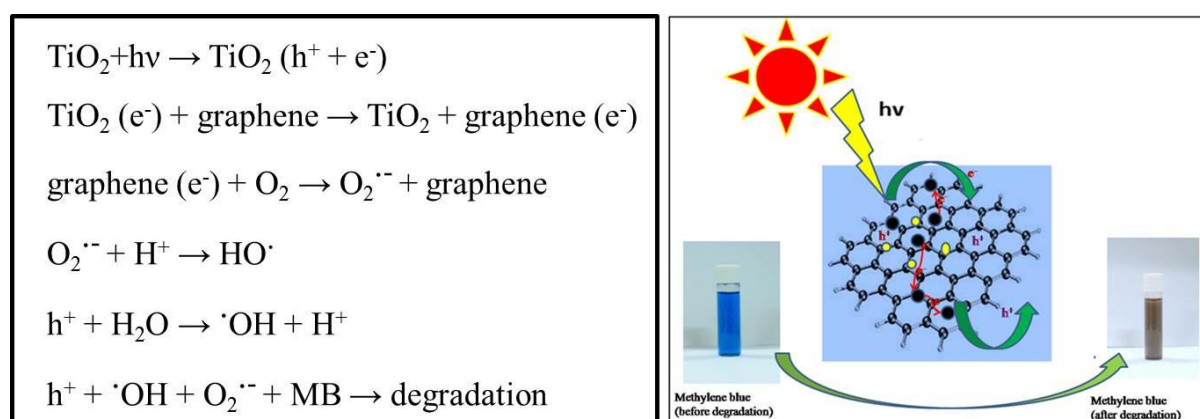 TiO₂+hν → TiO₂ (h⁺ + e⁻)
TiO₂ (e⁻) + graphene → TiO₂ + graphene (e⁻)
graphene (e⁻) + O₂ → O₂˙˙⁻ + graphene
O₂˙˙⁻ + H⁺ → HO˙
h⁺ + H₂O → ˙OH + H⁺
h⁺ + ˙OH + O₂˙˙⁻ + MB → degradation
hν
e⁻
h⁺
h⁺
h⁺
Methylene blue
(before degradation)
Methylene blue
(after degradation)